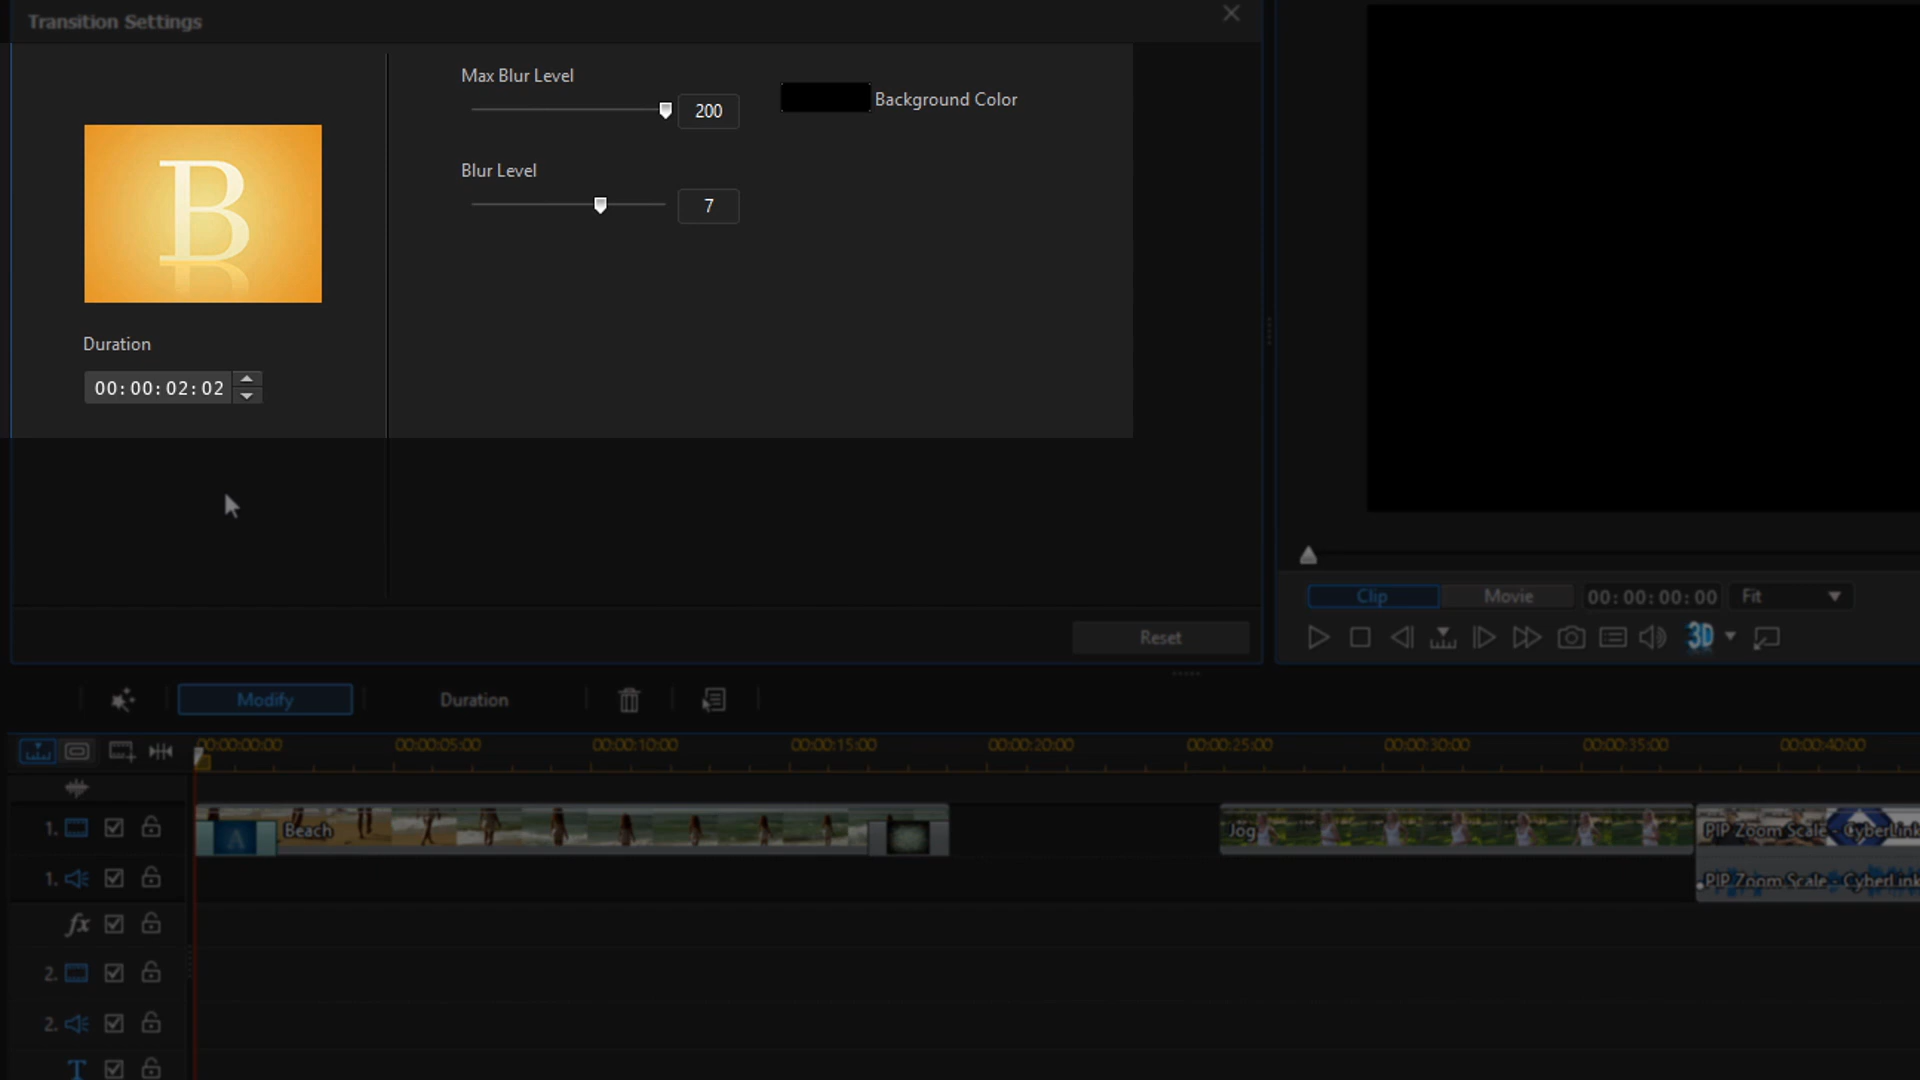 Transition Settings
Max Blur Level
200
Background Color
Blur Level
7
B
Duration
00:00:02:02
Clip
Movie
00:00:00:00
Fit
Reset
3D
Modify
Duration
00:00:00:00
00:00:05:00
00:00:10:00
00:00:15:00
00:00:20:00
00:00:25:00
00:00:30:00
00:00:35:00
00:00:40:00
1.
A
Beach
Jog
PIP Zoom Scale - CyberLink
1.
PIP Zoom Scale - CyberLink
fx
2.
2.
T